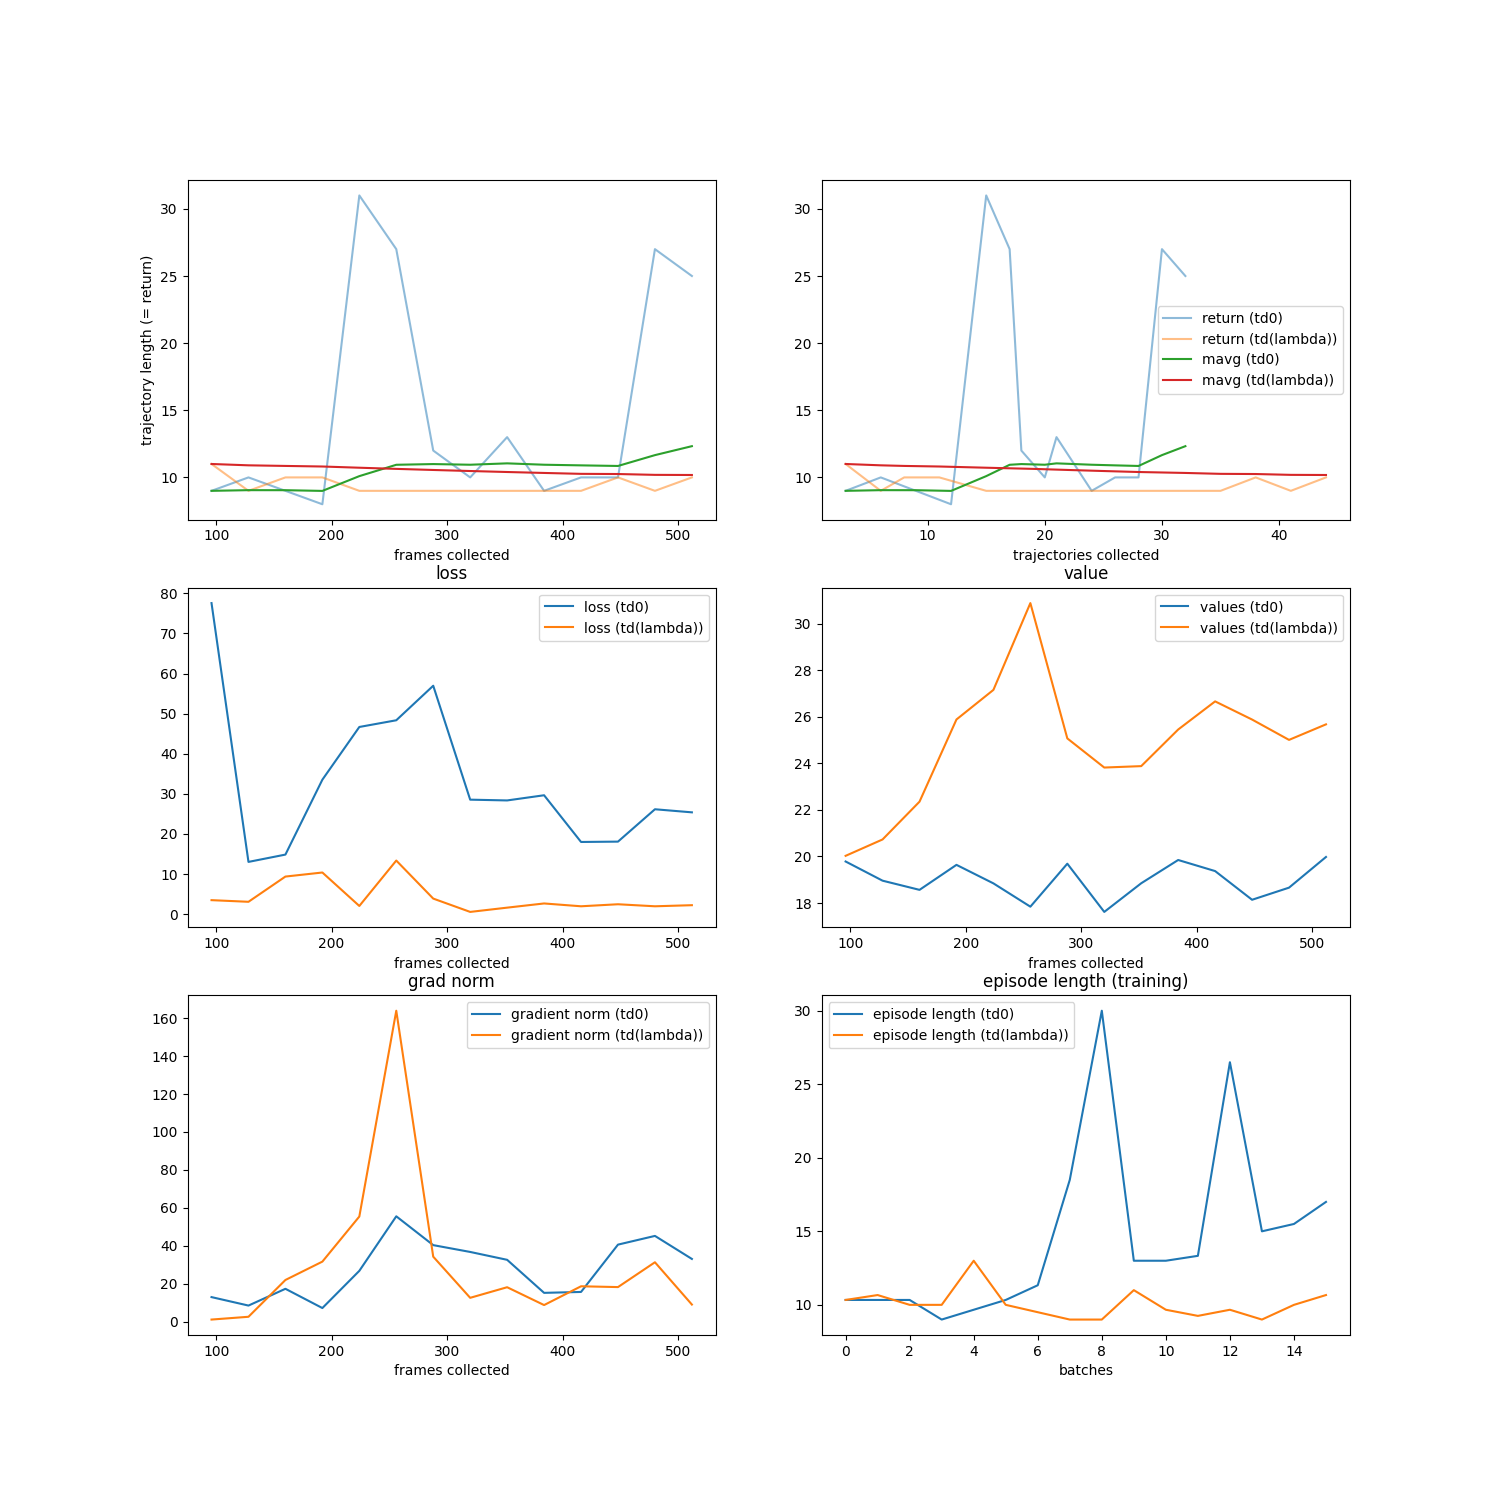 30
25
20
15
10
trajectory length (= return)
100 200 300 400 500
frames collected
30
25
20
15
10
return (td0)
return (td(lambda))
mavg (td0)
mavg (td(lambda))
10 20 30 40
trajectories collected
loss
80
70
60
50
40
30
20
10
0
loss (td0)
loss (td(lambda))
100 200 300 400 500
frames collected
value
30
28
26
24
22
20
18
values (td0)
values (td(lambda))
100 200 300 400 500
frames collected
grad norm
160
140
120
100
80
60
40
20
0
gradient norm (td0)
gradient norm (td(lambda))
100 200 300 400 500
frames collected
episode length (training)
30
25
20
15
10
episode length (td0)
episode length (td(lambda))
0 2 4 6 8 10 12 14
batches